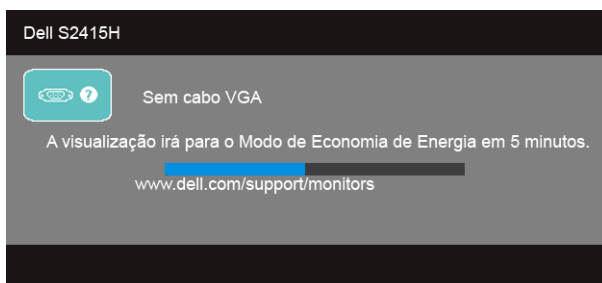 Dell S2415H
Sem cabo VGA
A visualização irá para o Modo de Economia de Energia em 5 minutos.
www.dell.com/support/monitors